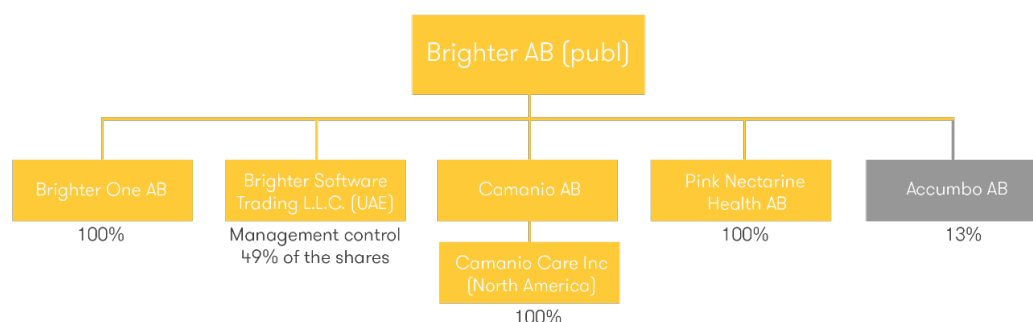 Brighter AB (publ)
Brighter One AB
100%
Brighter Software
Trading L.L.C. (UAE)
Management control
49% of the shares
Camanio AB
Camanio Care Inc
(North America)
100%
Pink Nectarine
Health AB
100%
Accumbo AB
13%